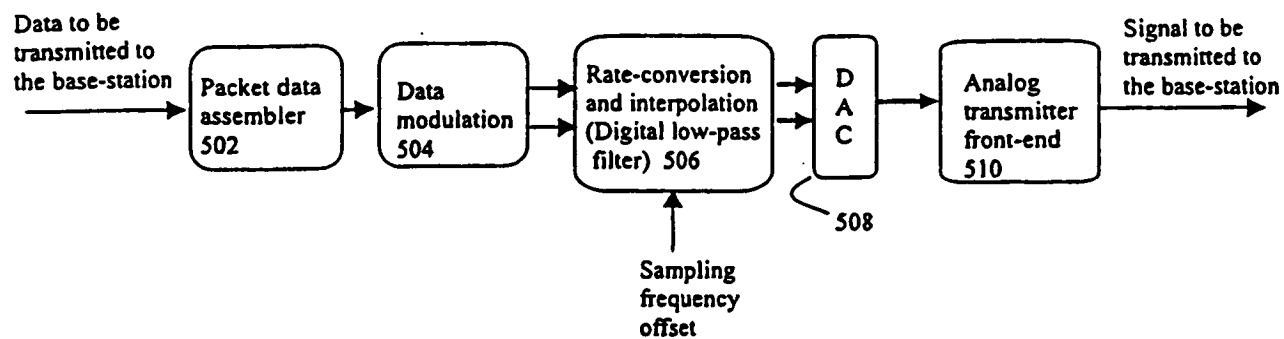 Data to be
transmitted to
the base-station
Packet data
assembler
502
Data
modulation
504
Rate-conversion
and interpolation
(Digital low-pass
filter) 506
D
A
C
508
Analog
transmitter
front-end
510
Signal to be
transmitted to
the base-station
Sampling
frequency
offset